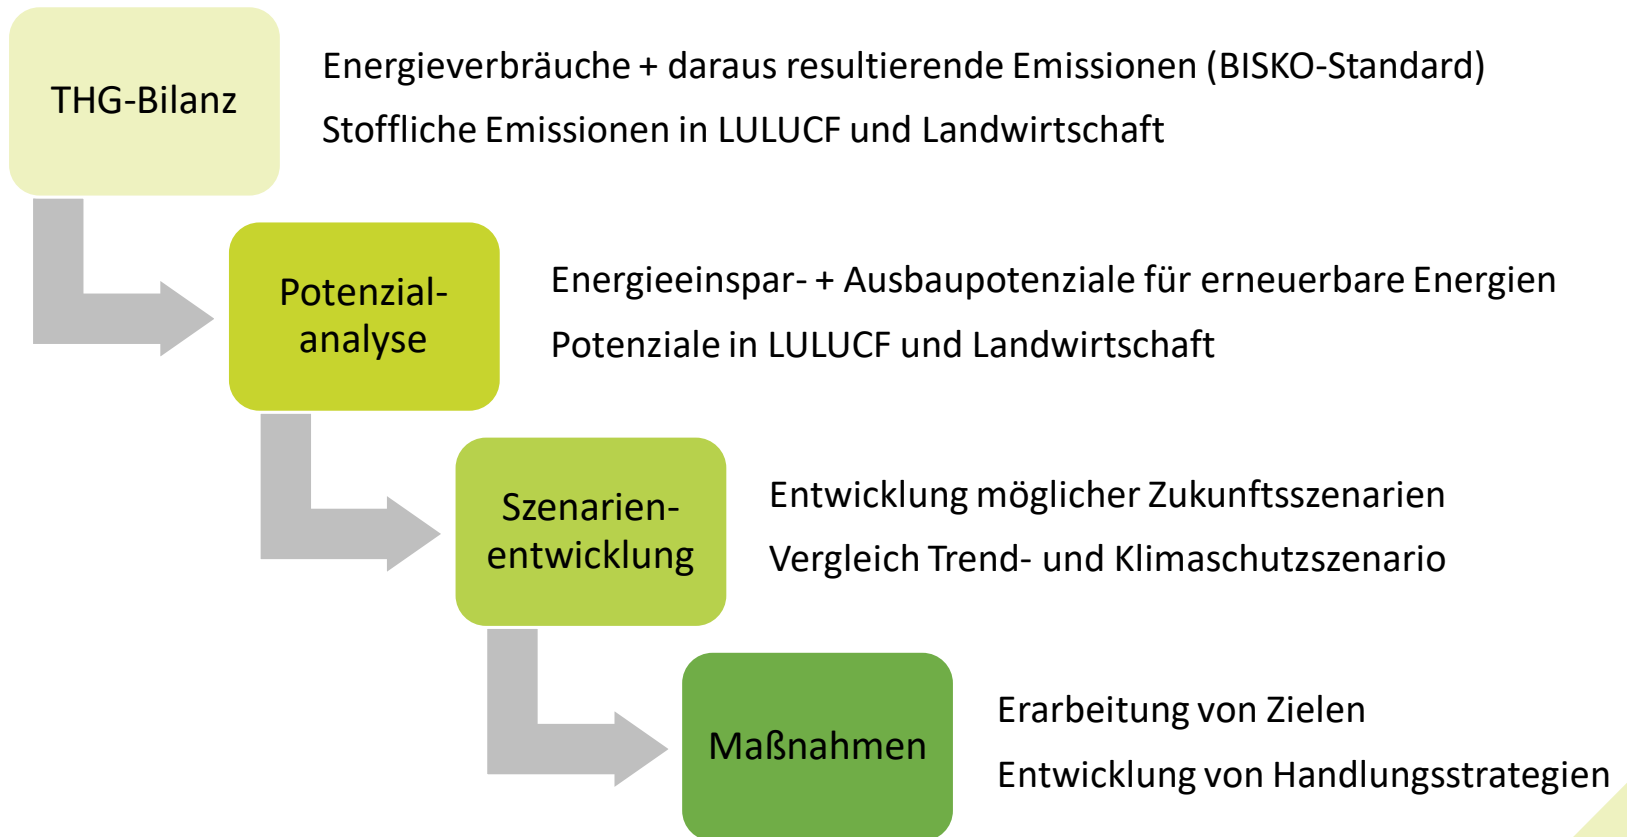 THG-Bilanz
Energieverbräuche + daraus resultierende Emissionen (BISKO-Standard)
Stoffliche Emissionen in LULUCF und Landwirtschaft
Potenzial-
analyse
Energieeinspar- + Ausbaupotenziale für erneuerbare Energien
Potenziale in LULUCF und Landwirtschaft
Szenarien-
entwicklung
Entwicklung möglicher Zukunftsszenarien
Vergleich Trend- und Klimaschutzszenario
Maßnahmen
Erarbeitung von Zielen
Entwicklung von Handlungsstrategien